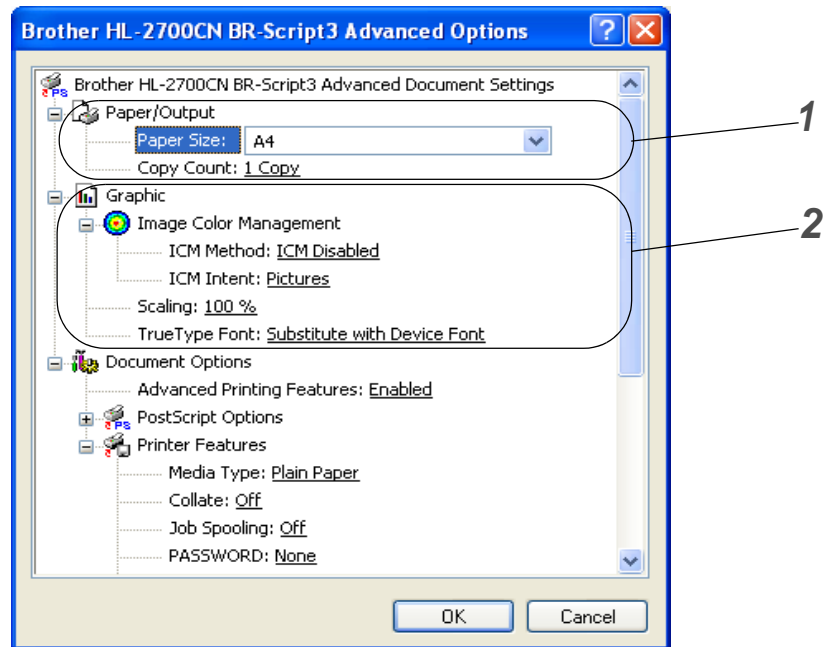 Brother HL-2700CN BR-Script3 Advanced Options
Brother HL-2700CN BR-Script3 Advanced Document Settings
Paper/Output
Paper Size: A4
Copy Count: 1 Copy
1
Graphic
Image Color Management
ICM Method: ICM Disabled
ICM Intent: Pictures
Scaling: 100 %
TrueType Font: Substitute with Device Font
2
Document Options
Advanced Printing Features: Enabled
PS PostScript Options
Printer Features
Media Type: Plain Paper
Collate: Off
Job Spooling: Off
PASSWORD: None
OK
Cancel